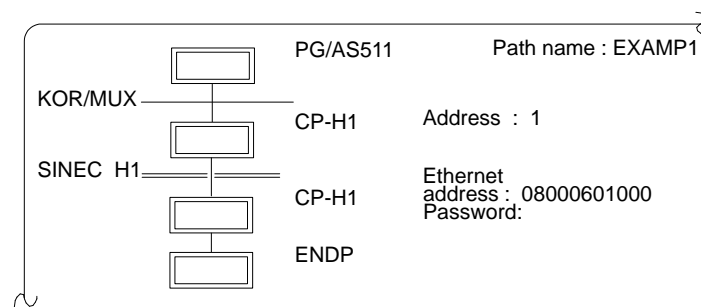 PG/AS511 Path name : EXAMP1
KOR/MUX
CP-H1 Address : 1
SINEC H1
Ethernet
CP-H1 address : 08000601000
Password:
ENDP